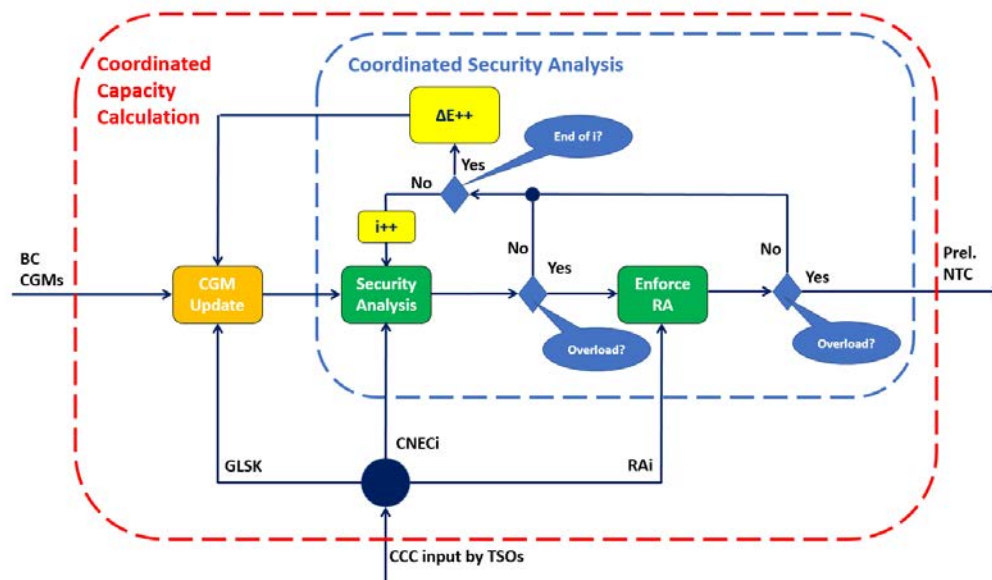 Coordinated
Capacity
Calculation
Coordinated Security Analysis
ΔE++
End of I?
Yes
No
i++
BC
CGMs
CGM
Update
Security
Analysis
No
Yes
Overload?
Enforce
RA
No
Yes
Overload?
Prel.
NTC
CNECi
GLSK
RAi
CCC input by TSOs